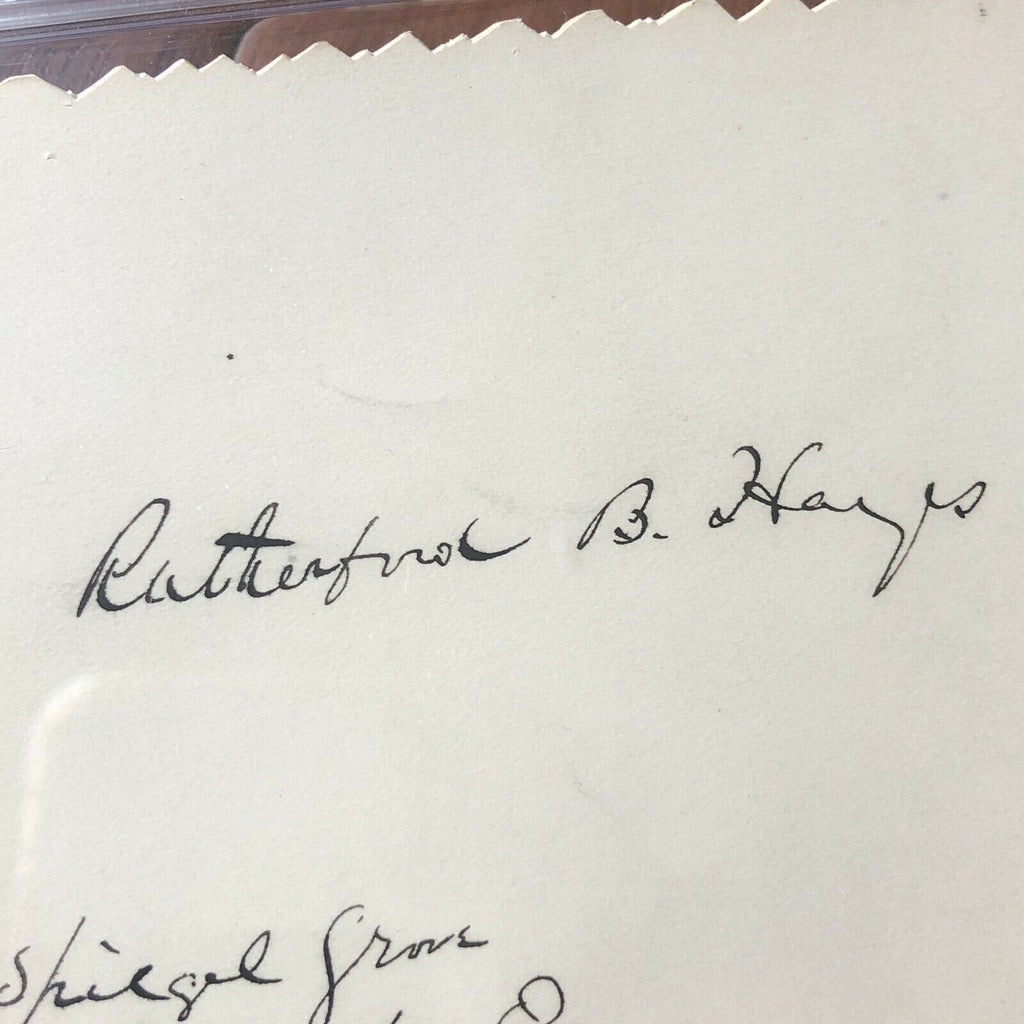 Rutherford B. Hayes
Spiegel Grove